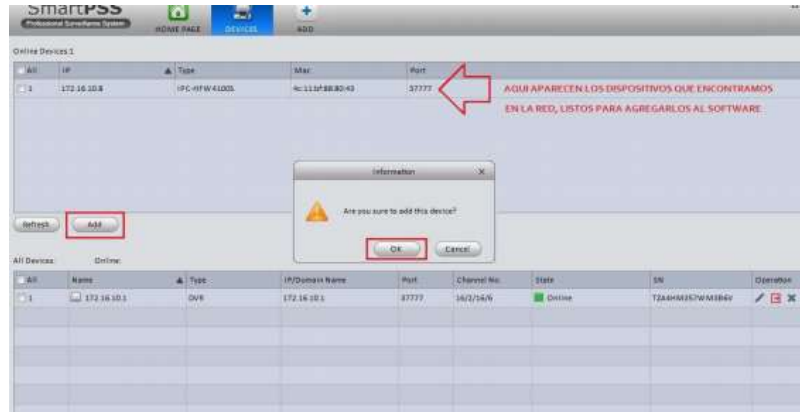 SmartPSS
Professional Surveillance System
HOME PAGE DEVICES ADD
Online Devices 1
All IP Type Mac Port
1 172.16.10.8 IPC-HFW4100S 37777
AQUI APARECEN LOS DISPOSITIVOS QUE ENCONTRAMOS
EN LA RED, LISTOS PARA AGREGARLOS AL SOFTWARE
Information
Are you sure to add this device?
OK Cancel
Refresh Add
All Devices: Online:
All Name Type IP/Domain Name Port Channel No. State SN Operation
1 172.16.10.1 DVR 172.16.10.1 37777 16/2/16/6 Online